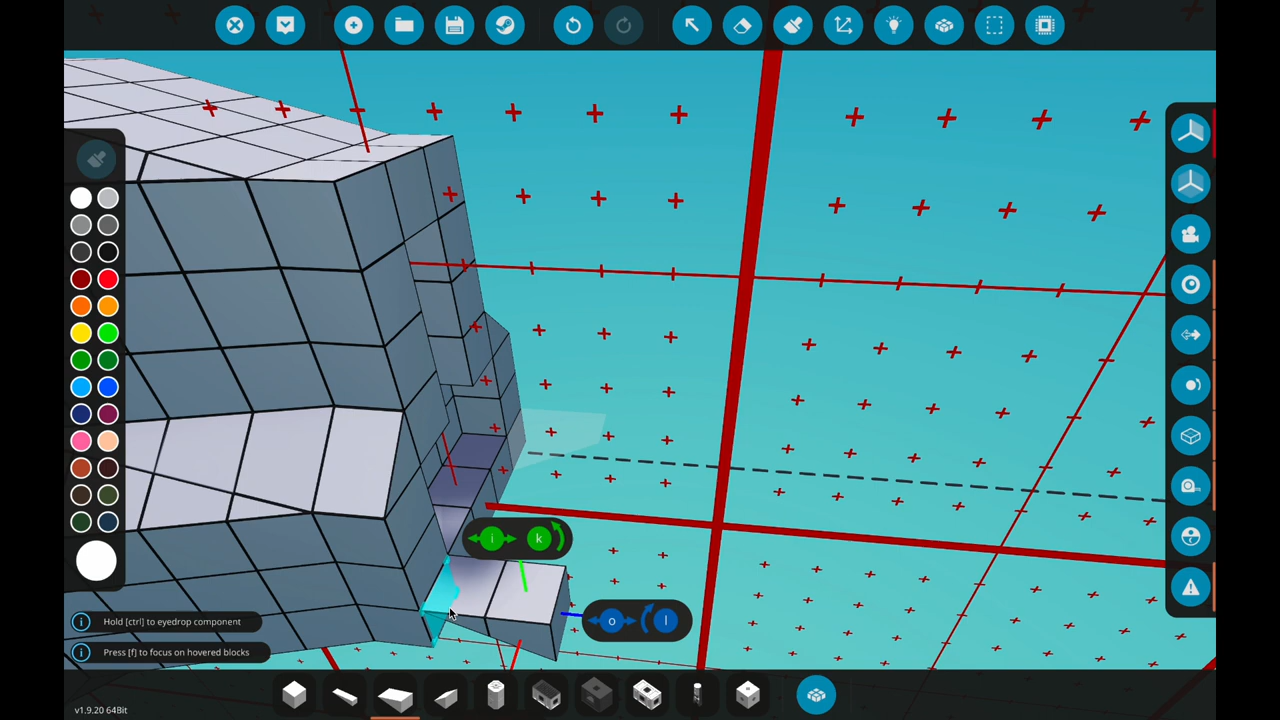 i k
o l
Hold [ctrl] to eyedrop component
Press [f] to focus on hovered blocks
v1.9.20 64Bit